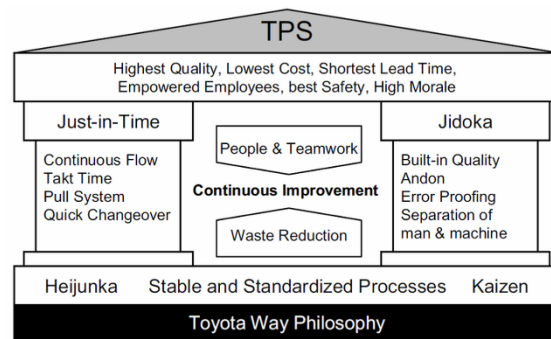 TPS
Highest Quality, Lowest Cost, Shortest Lead Time,
Empowered Employees, best Safety, High Morale
Just-in-Time
Continuous Flow
Takt Time
Pull System
Quick Changeover
People & Teamwork
Continuous Improvement
Waste Reduction
Jidoka
Built-in Quality
Andon
Error Proofing
Separation of
man & machine
Heijunka Stable and Standardized Processes Kaizen
Toyota Way Philosophy